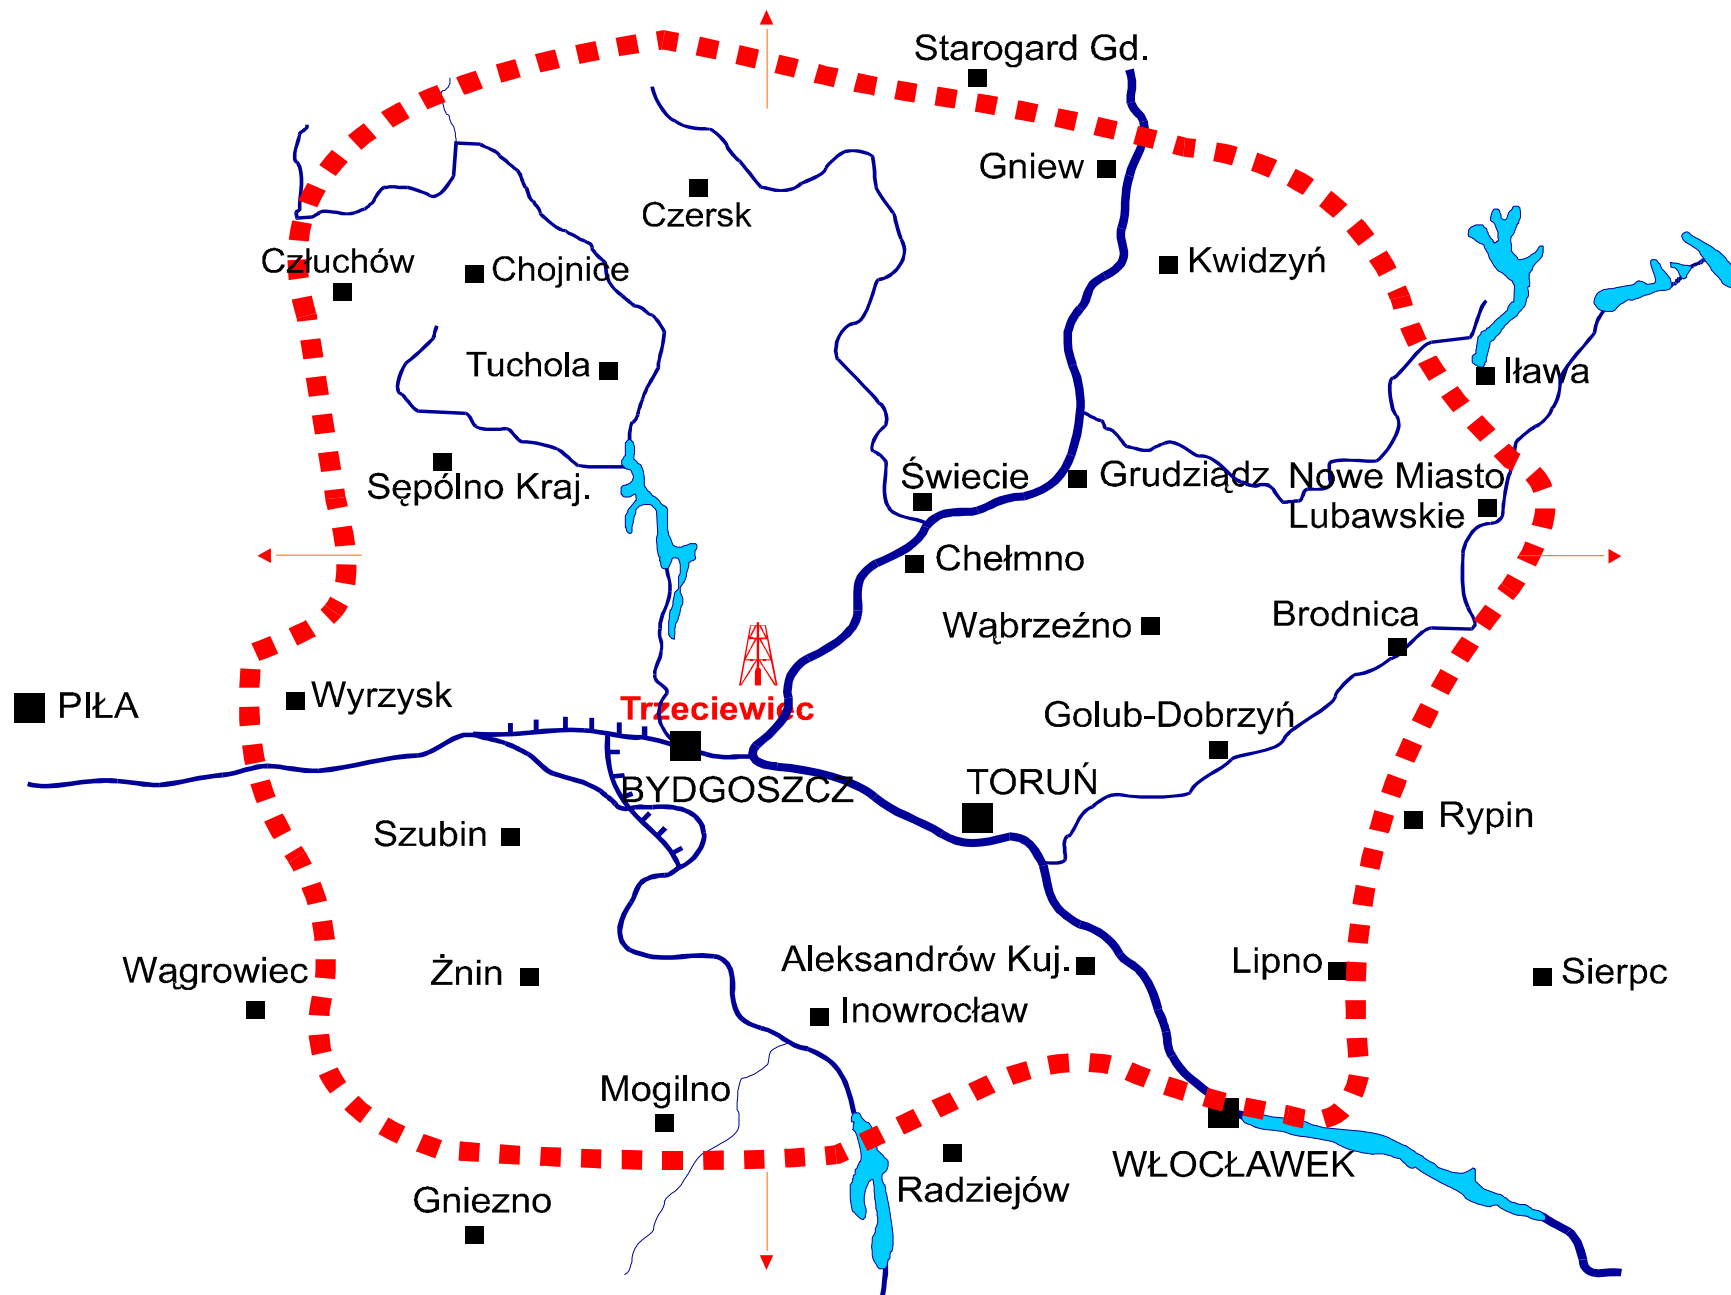 Starogard Gd.
Gniew
Czersk
Człuchów
Chojnice
Kwidzyń
Tuchola
Iława
Sępólno Kraj.
Świecie
Grudziądz
Nowe Miasto
Lubawskie
Chełmno
Wąbrzeźno
Brodnica
PIŁA
Wyrzysk
Trzeciewiec
Golub-Dobrzyń
BYDGOSZCZ
TORUŃ
Szubin
Rypin
Wągrowiec
Żnin
Aleksandrów Kuj.
Lipno
Sierpc
Inowrocław
Mogilno
WŁOCŁAWEK
Radziejów
Gniezno